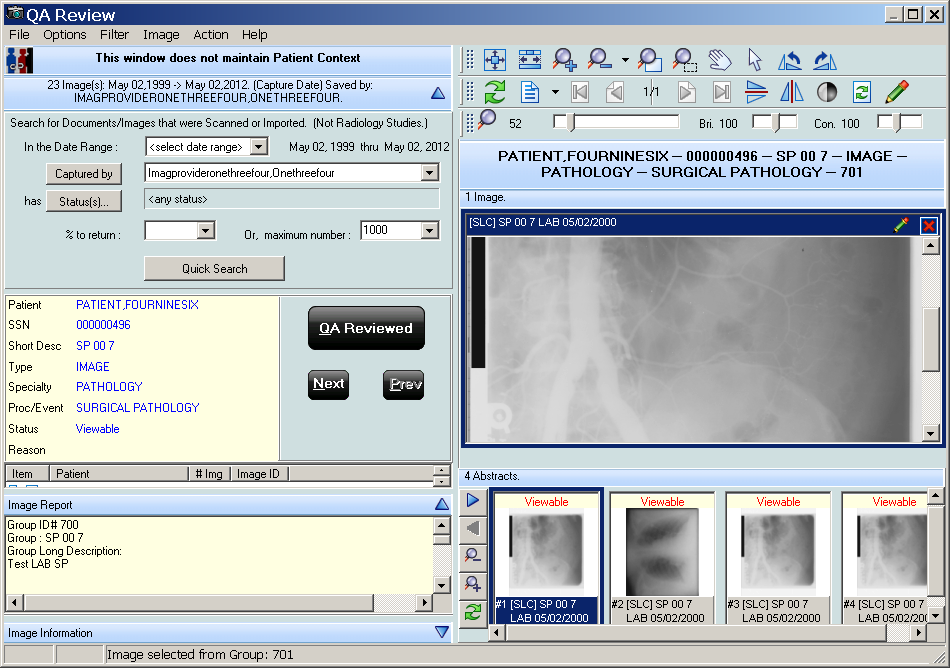 QA Review
File Options Filter Image Action Help
This window does not maintain Patient Context
23 Image(s): May 02,1999 -> May 02,2012. (Capture Date) Saved by:
IMAGPROVIDERONETHREEFOUR,ONETHREEFOUR.
Search for Documents/Images that were Scanned or Imported. (Not Radiology Studies.)
In the Date Range : <select date range> May 02, 1999 thru May 02, 2012
Captured by Imagprovideronethreefour,Onethreefour
has Status(s)... <any status>
% to return : Or, maximum number : 1000
Quick Search
Patient PATIENT,FOURNINESIX
SSN 000000496
Short Desc SP 00 7
Type IMAGE
Specialty PATHOLOGY
Proc/Event SURGICAL PATHOLOGY
Status Viewable
Reason
QA Reviewed
Next Prev
Item Patient # Img Image ID
Image Report
Group ID# 700
Group : SP 00 7
Group Long Description:
Test LAB SP
Image Information
Image selected from Group: 701
1/1
52 Bri. 100 Con. 100
PATIENT,FOURNINESIX – 000000496 – SP 00 7 – IMAGE –
PATHOLOGY – SURGICAL PATHOLOGY – 701
1 Image.
[SLC] SP 00 7 LAB 05/02/2000
4 Abstracts.
Viewable Viewable Viewable Viewable
#1 [SLC] SP 00 7 #2 [SLC] SP 00 7 #3 [SLC] SP 00 7 #4 [SLC] SP 00 7
LAB 05/02/2000 LAB 05/02/2000 LAB 05/02/2000 LAB 05/02/20